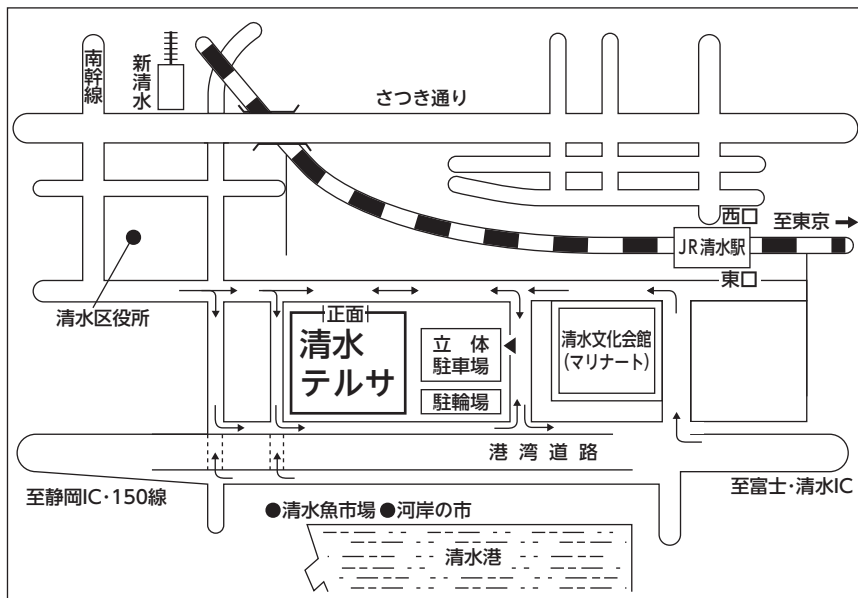 南幹線
新清水
さつき通り
西口
至東京
JR清水駅
東口
清水区役所
正面
清水
テルサ
立体
駐車場
駐輪場
清水文化会館
(マリナート)
港湾道路
至静岡IC・150線
至富士・清水IC
●清水魚市場 ●河岸の市
清水港